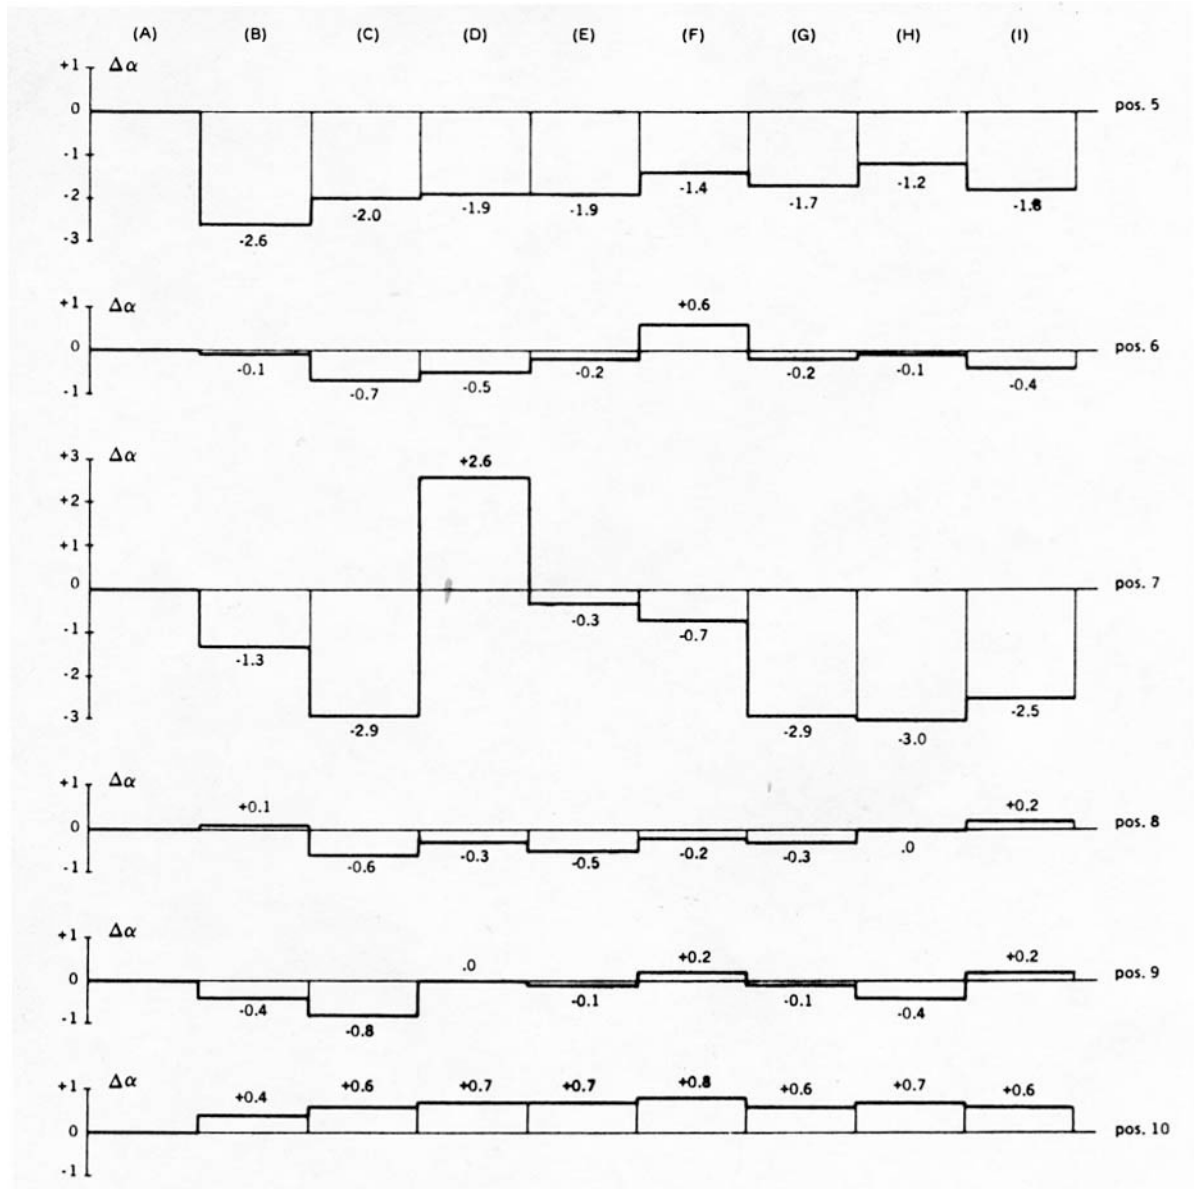 (A) (B) (C) (D) (E) (F) (G) (H) (I)
+1 Δα
0 pos. 5
-1
-1.4 -1.2
-2 -2.0 -1.9 -1.9 -1.7 -1.8
-3 -2.6
+1 Δα +0.6
0 pos. 6
-0.1 -0.7 -0.5 -0.2 -0.2 -0.1 -0.4
-1
+3 Δα +2.6
+2
+1
0 pos. 7
-0.3 -0.7
-1
-1.3
-2
-2.5
-3
-2.9 -2.9 -3.0
+1 Δα
+0.1 +0.2
0 pos. 8
-0.6 -0.3 -0.5 -0.2 -0.3 .0
-1
+1 Δα
.0 +0.2 +0.2
0 pos. 9
-0.4 -0.1 -0.1 -0.4
-1 -0.8
+1 Δα +0.4 +0.6 +0.7 +0.7 +0.8 +0.6 +0.7 +0.6
0 pos. 10
-1